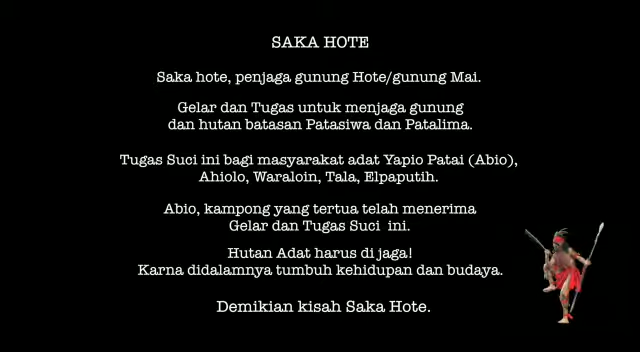 SAKA HOTE
Saka hote, penjaga gunung Hote/gunung Mai.
Gelar dan Tugas untuk menjaga gunung
dan hutan batasan Patasiwa dan Patalima.
Tugas Suci ini bagi masyarakat adat Yapio Patai (Abio),
Ahiolo, Waraloin, Tala, Elpaputih.
Abio, kampong yang tertua telah menerima
Gelar dan Tugas Suci ini.
Hutan Adat harus di jaga!
Karna didalamnya tumbuh kehidupan dan budaya.
Demikian kisah Saka Hote.